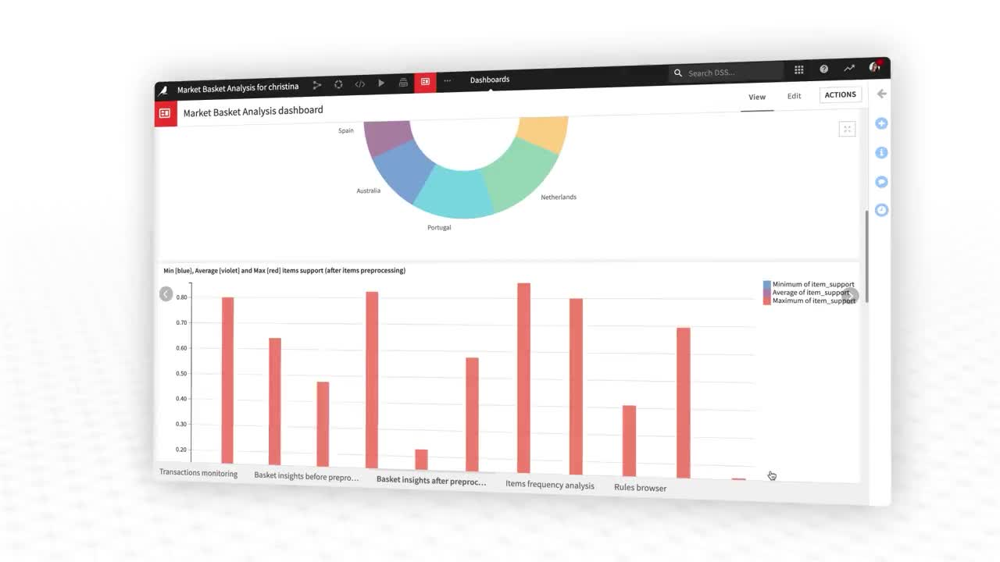 Market Basket Analysis for christina
Dashboards
Search DSS...
Market Basket Analysis dashboard
View
Edit
ACTIONS
Spain
Australia
Portugal
Netherlands
Min [blue], Average [violet] and Max [red] items support (after items preprocessing)
Minimum of item_support
Average of item_support
Maximum of item_support
0.80
0.70
0.60
0.50
0.40
0.30
0.20
Transactions monitoring
Basket insights before prepro...
Basket insights after preproc...
Items frequency analysis
Rules browser